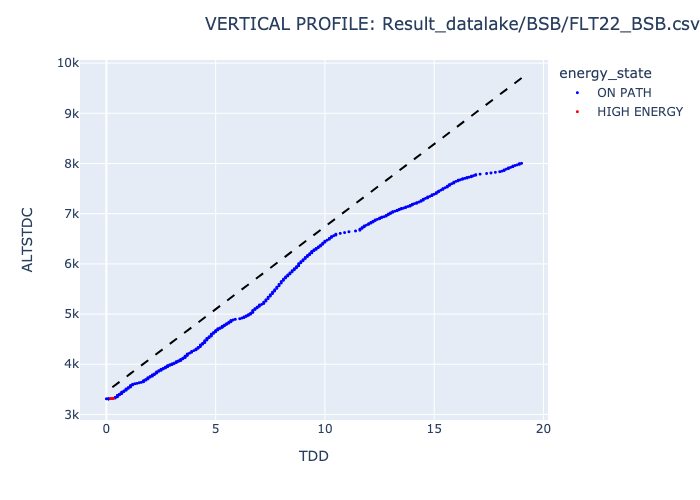 VERTICAL PROFILE: Result_datalake/BSB/FLT22_BSB.csv
energy_state
ON PATH
HIGH ENERGY
ALTSTDC
10k
9k
8k
7k
6k
5k
4k
3k
0 5 10 15 20
TDD